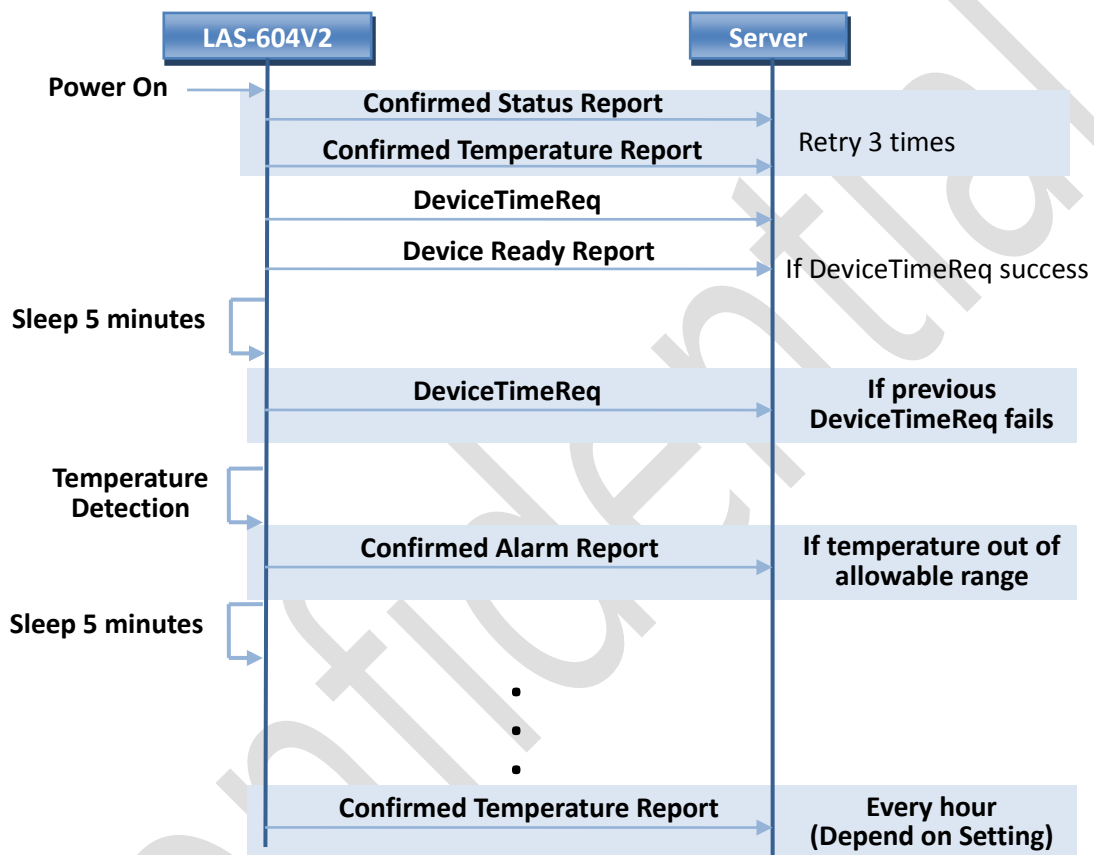 LAS-604V2
Server
Power On
Confirmed Status Report
Confirmed Temperature Report
Retry 3 times
DeviceTimeReq
Device Ready Report
If DeviceTimeReq success
Sleep 5 minutes
DeviceTimeReq
If previous
DeviceTimeReq fails
Temperature
Detection
Confirmed Alarm Report
If temperature out of
allowable range
Sleep 5 minutes
.
.
.
Confirmed Temperature Report
Every hour
(Depend on Setting)
onfidential